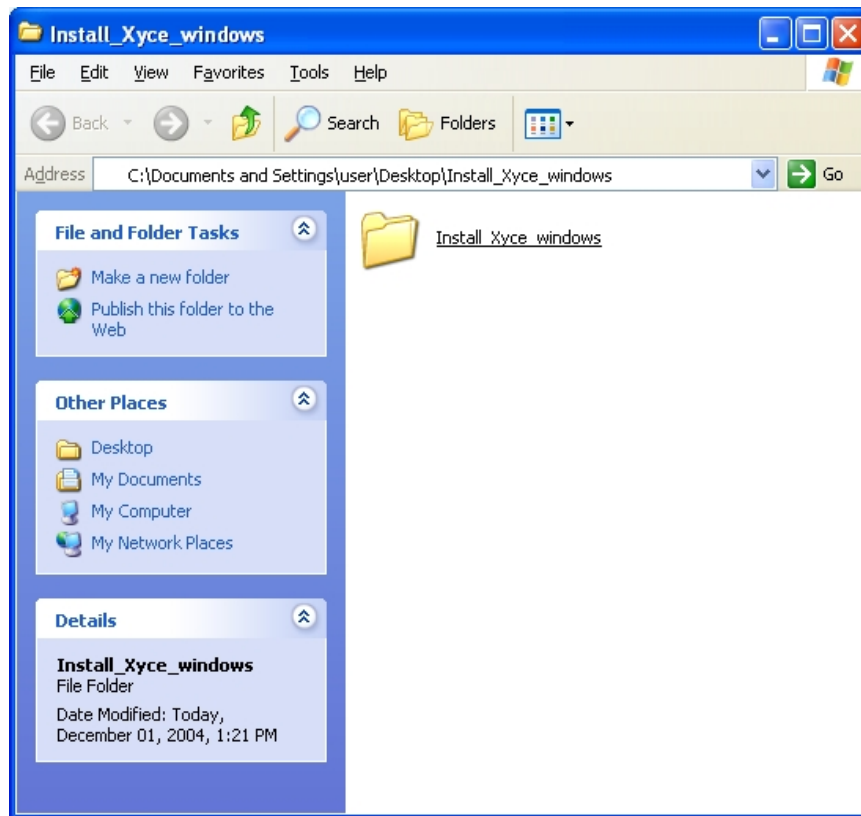 Install_Xyce_windows
File Edit View Favorites Tools Help
Back Search Folders
Address C:\Documents and Settings\user\Desktop\Install_Xyce_windows Go
File and Folder Tasks
Make a new folder
Publish this folder to the
Web
Other Places
Desktop
My Documents
My Computer
My Network Places
Details
Install_Xyce_windows
File Folder
Date Modified: Today,
December 01, 2004, 1:21 PM
Install_Xyce_windows